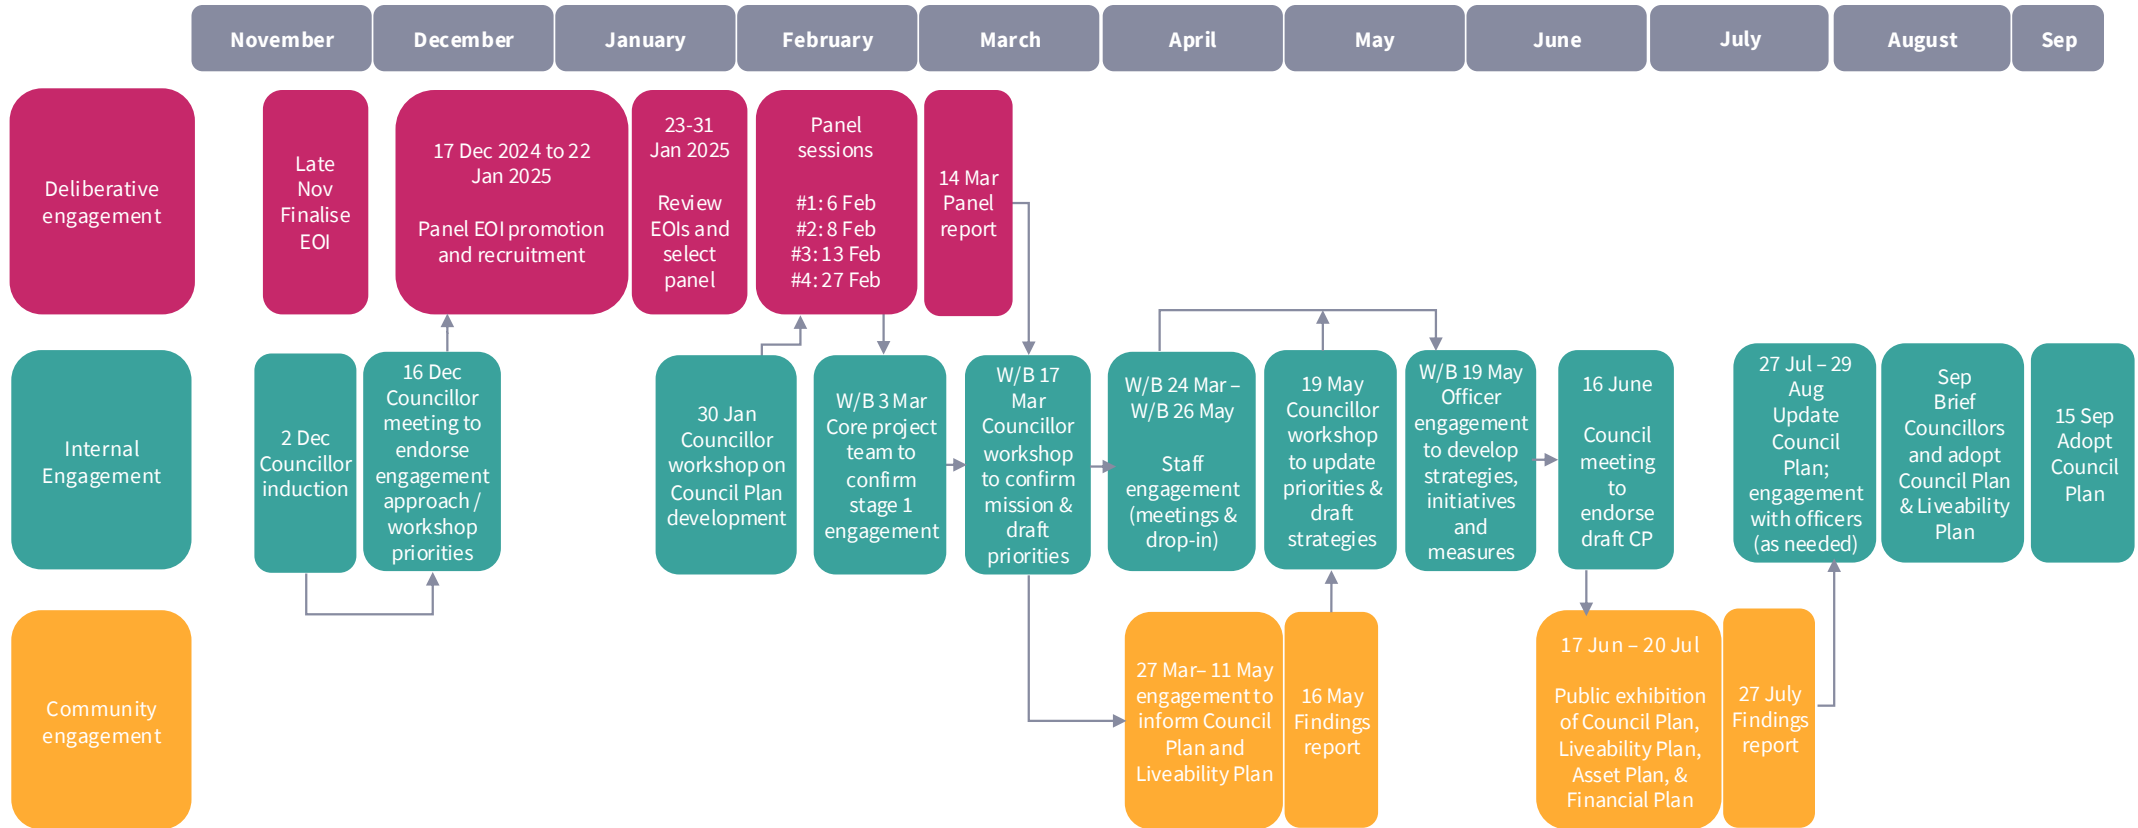 November
December
January
February
March
April
May
June
July
August
Sep
Deliberative
engagement
Late
Nov
Finalise
EOI
17 Dec 2024 to 22
Jan 2025
Panel EOI promotion
and recruitment
23-31
Jan 2025
Review
EOIs and
select
panel
Panel
sessions
#1: 6 Feb
#2: 8 Feb
#3: 13 Feb
#4: 27 Feb
14 Mar
Panel
report
Internal
Engagement
2 Dec
Councillor
induction
16 Dec
Councillor
meeting to
endorse
engagement
approach /
workshop
priorities
30 Jan
Councillor
workshop on
Council Plan
development
W/B 3 Mar
Core project
team to
confirm
stage 1
engagement
W/B 17
Mar
Councillor
workshop
to confirm
mission &
draft
priorities
W/B 24 Mar –
W/B 26 May
Staff
engagement
(meetings &
drop-in)
19 May
Councillor
workshop
to update
priorities &
draft
strategies
W/B 19 May
Officer
engagement
to develop
strategies,
initiatives
and
measures
16 June
Council
meeting
to
endorse
draft CP
27 Jul – 29
Aug
Update
Council
Plan;
engagement
with officers
(as needed)
Sep
Brief
Councillors
and adopt
Council Plan
& Liveability
Plan
15 Sep
Adopt
Council
Plan
Community
engagement
27 Mar– 11 May
engagement to
inform Council
Plan and
Liveability Plan
16 May
Findings
report
17 Jun – 20 Jul
Public exhibition
of Council Plan,
Liveability Plan,
Asset Plan, &
Financial Plan
27 July
Findings
report